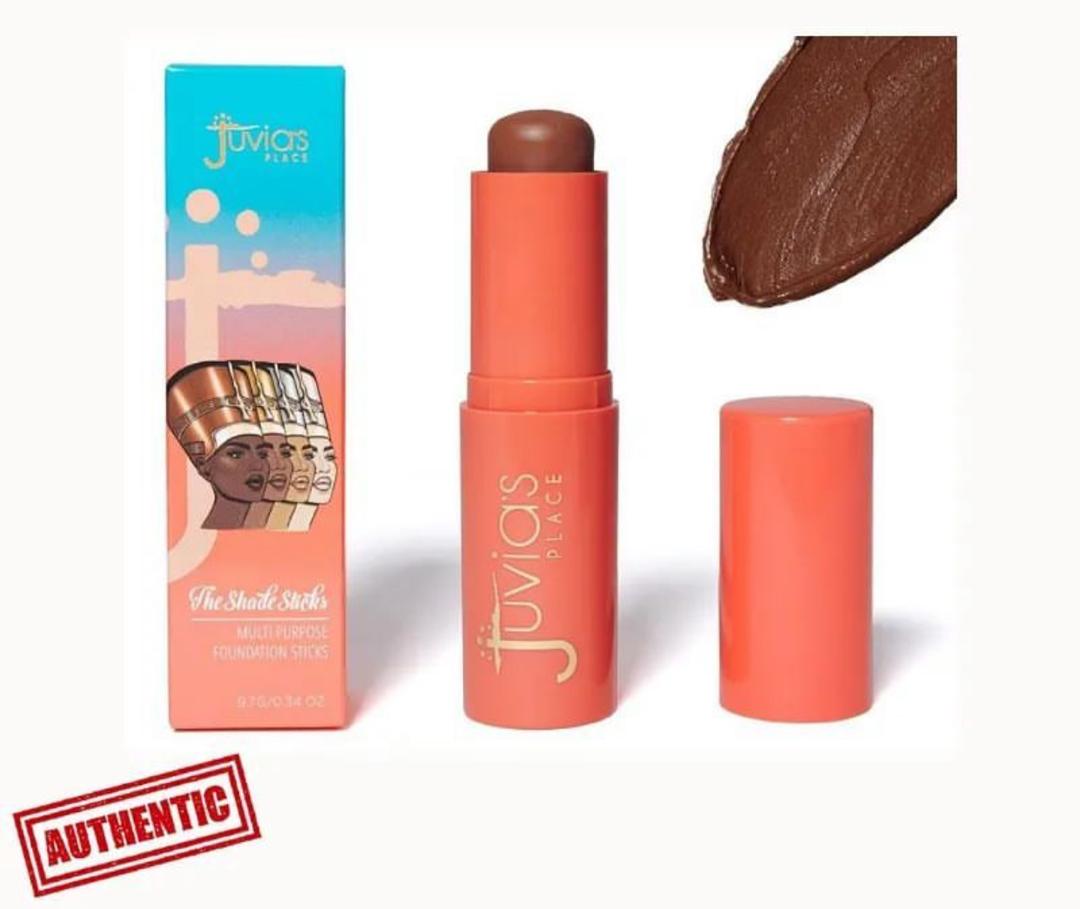 Juvia's
PLACE
The Shade Sticks
MULTI PURPOSE
FOUNDATION STICKS
9.7G/0.34 OZ
Juvia's
PLACE
AUTHENTIC